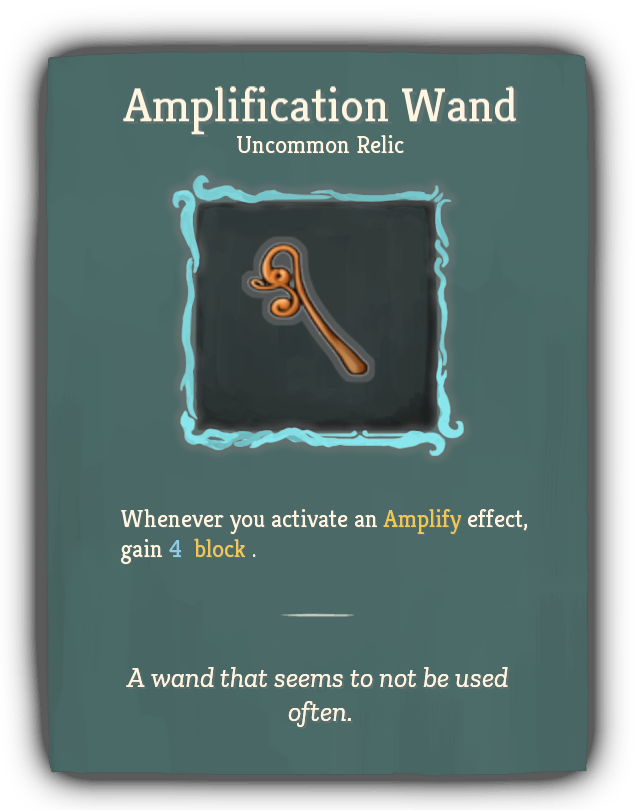 Amplification Wand
Uncommon Relic
Whenever you activate an Amplify effect,
gain 4 block .
A wand that seems to not be used
often.